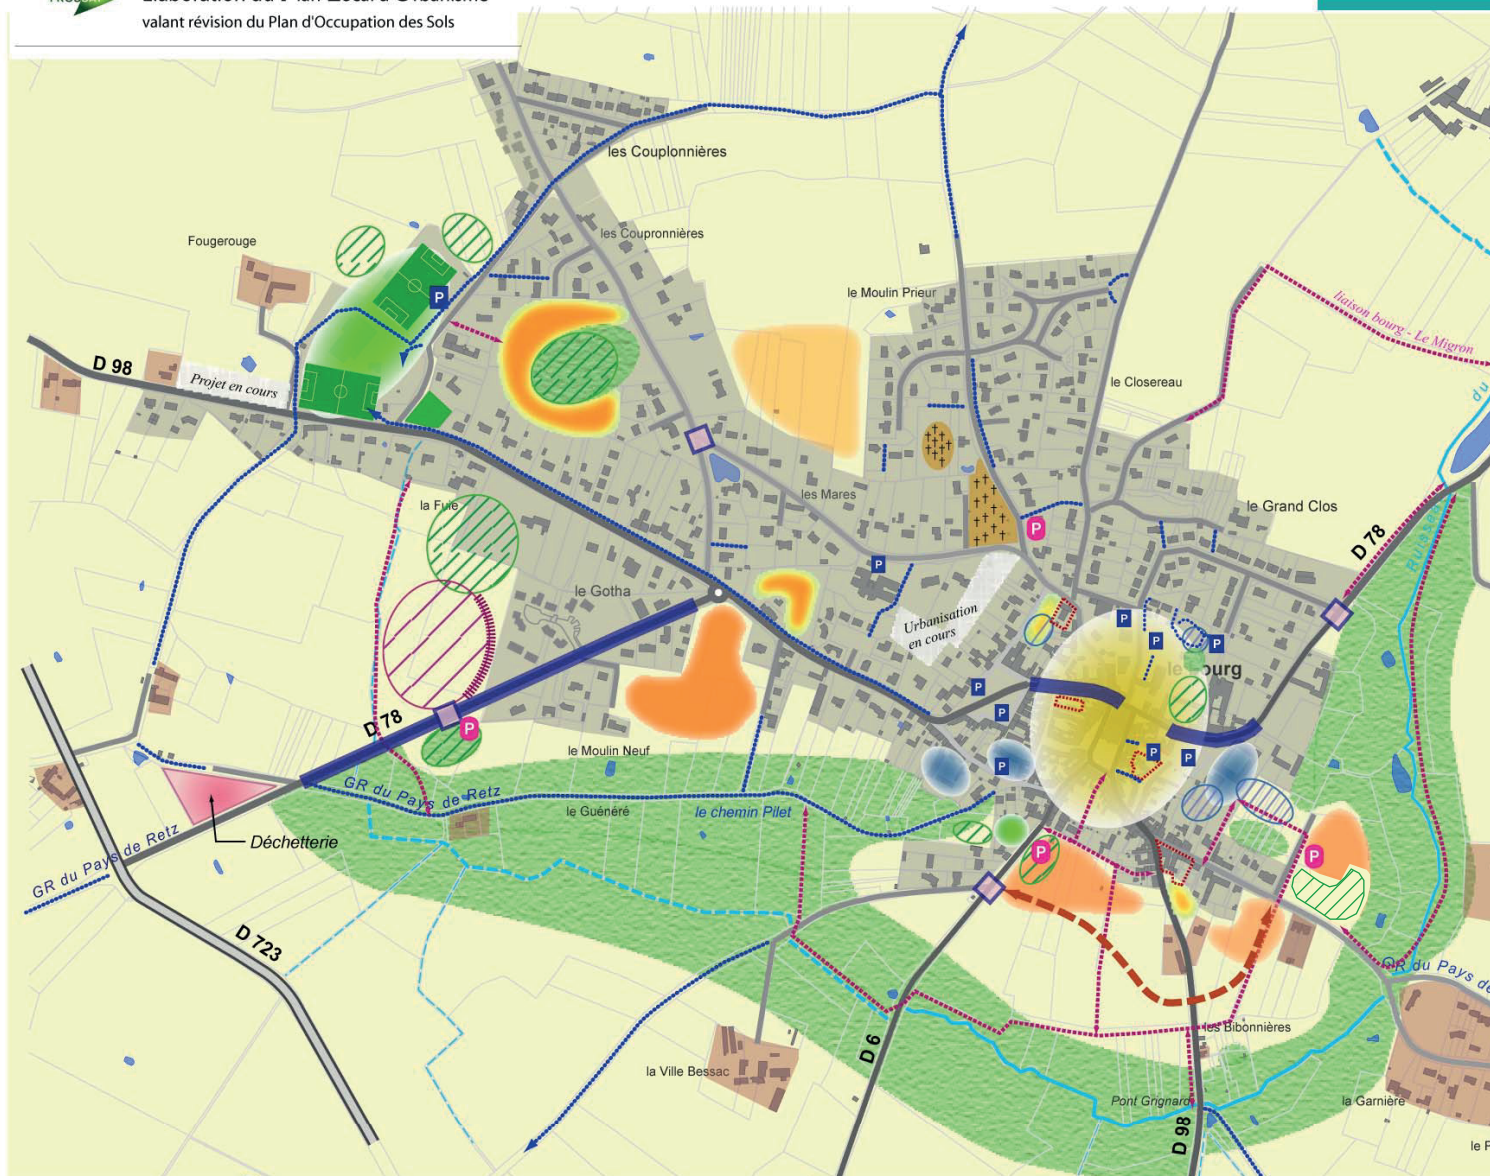 valant révision du Plan d'Occupation des Sols
les Couplonnières
Fougerouge
les Coupronnières
le Moulin Prieur
liaison bourg - Le Migron
D 98
Projet en cours
le Closereau
du
les Mares
la Fuie
le Grand Clos
D 78
le Gotha
Urbanisation
en cours
P
P
P
P
P
P
P
P
P
P
P
P
P
P
D 78
le Moulin Neuf
GR du Pays de Retz
le Guénéré
le chemin Pilet
Déchetterie
GR du Pays de Retz
D 723
GR du Pays de
D 6
les Bibonnières
la Ville Bessac
Pont Grignard
la Garnière
D 98